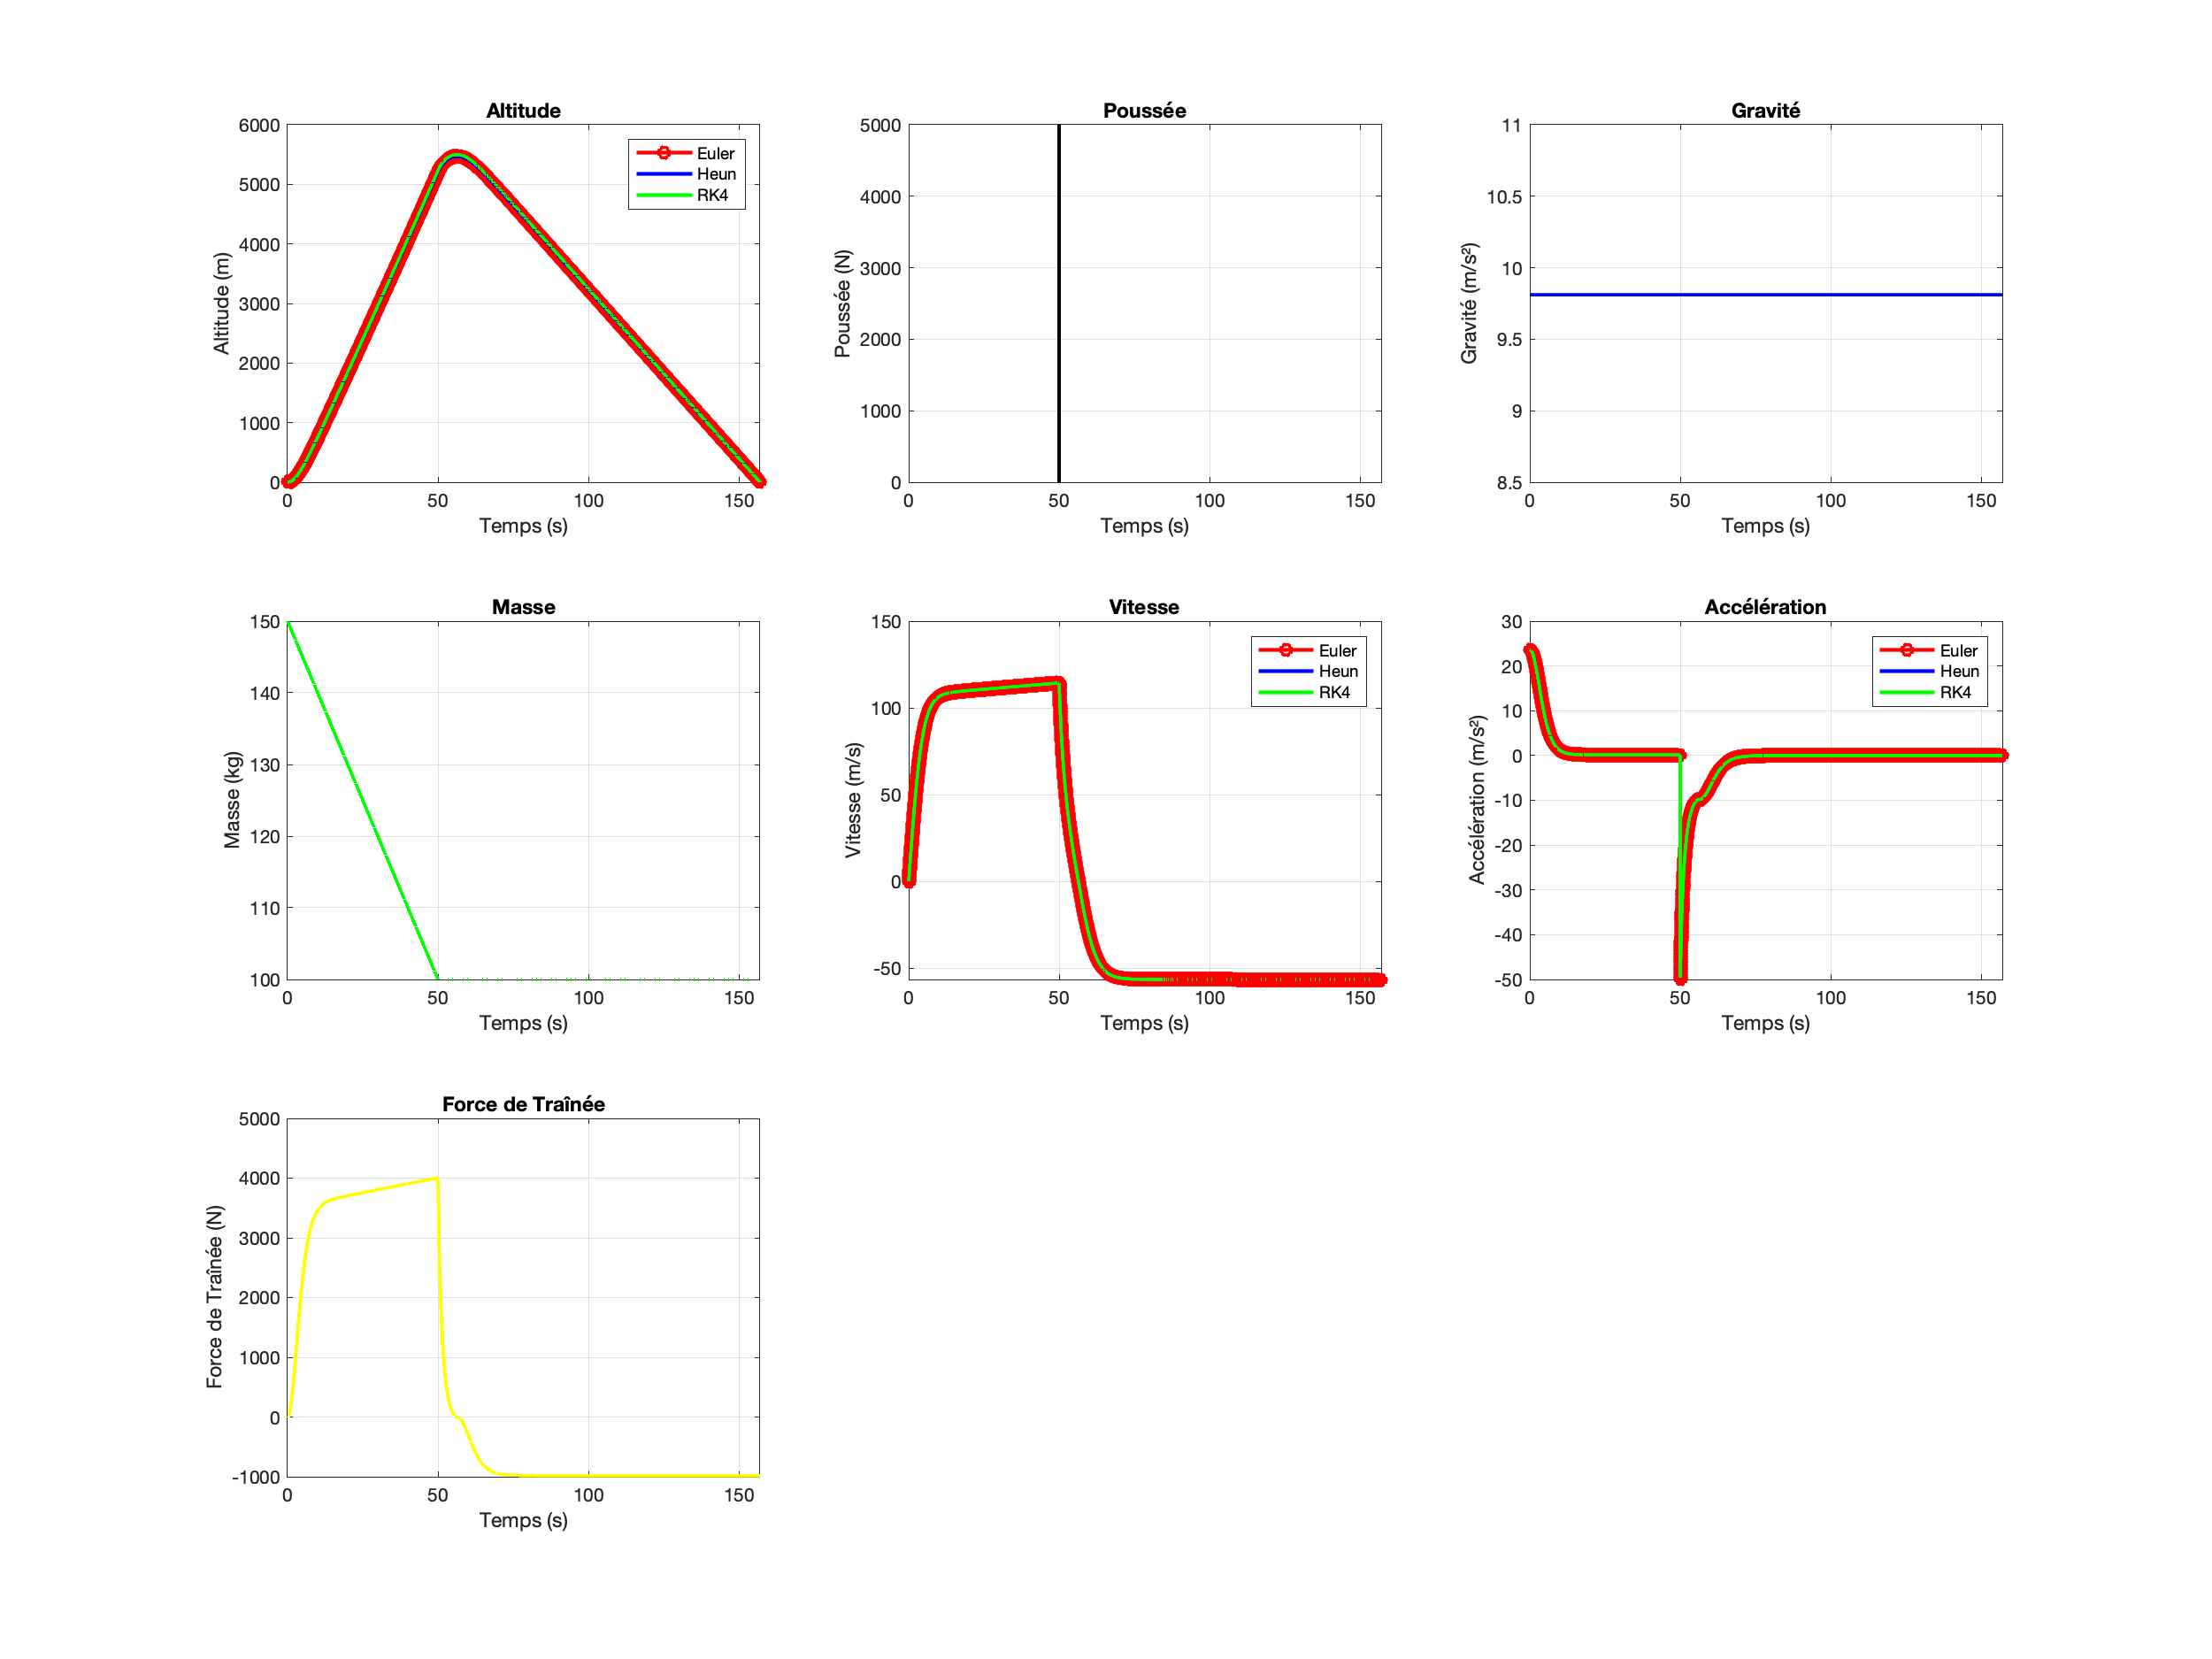 Altitude
6000
5000
4000
3000
2000
1000
0
0 50 100 150
Altitude (m)
Temps (s)
Euler
Heun
RK4
Poussée
5000
4000
3000
2000
1000
0
0 50 100 150
Poussée (N)
Temps (s)
Gravité
11
10.5
10
9.5
9
8.5
0 50 100 150
Gravité (m/s²)
Temps (s)
Masse
150
140
130
120
110
100
0 50 100 150
Masse (kg)
Temps (s)
Vitesse
150
100
50
0
-50
0 50 100 150
Vitesse (m/s)
Temps (s)
Euler
Heun
RK4
Accélération
30
20
10
0
-10
-20
-30
-40
-50
0 50 100 150
Accélération (m/s²)
Temps (s)
Euler
Heun
RK4
Force de Traînée
5000
4000
3000
2000
1000
0
-1000
0 50 100 150
Force de Traînée (N)
Temps (s)